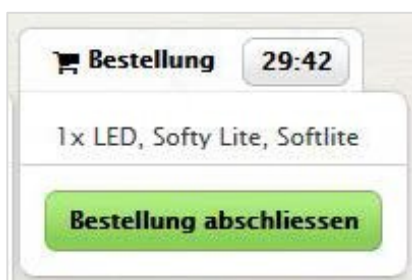 Bestellung 29:42
1x LED, Softy Lite, Softlite
Bestellung abschliessen